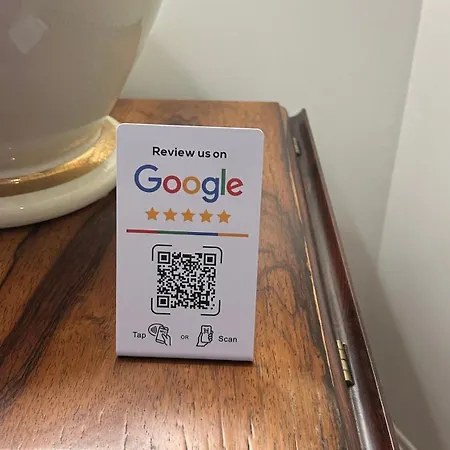 Review us on
Google
Tap OR Scan